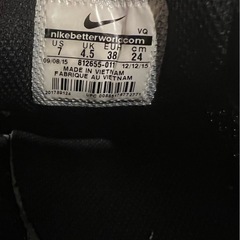 VQ
nikebetterworld.com
US UK EUR cm
7 4.5 38 24
09/08/15 812655-011 12/12/15
MADE IN VIETNAM
FABRIQUE AU VIETNAM